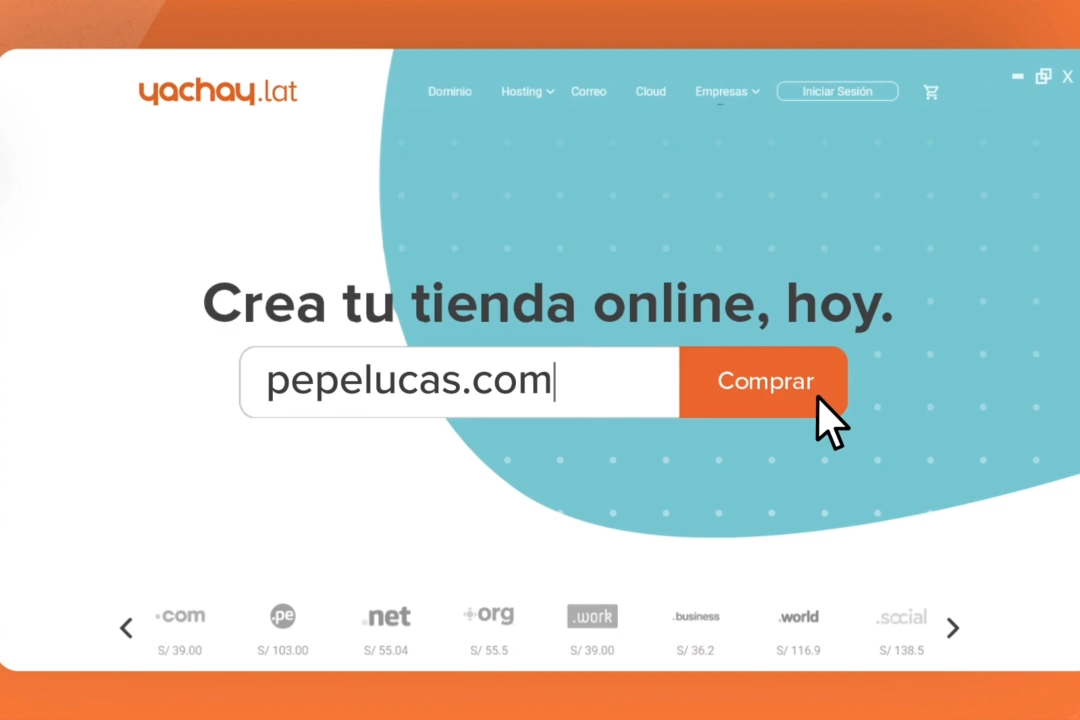 yachay.lat
Dominio Hosting Correo Cloud Empresas Iniciar Sesión
X
Crea tu tienda online, hoy.
pepelucas.com Comprar
.com .pe .net .org .work .business .world .social
S/ 39.00 S/ 103.00 S/ 55.04 S/ 55.5 S/ 39.00 S/ 36.2 S/ 116.9 S/ 138.5